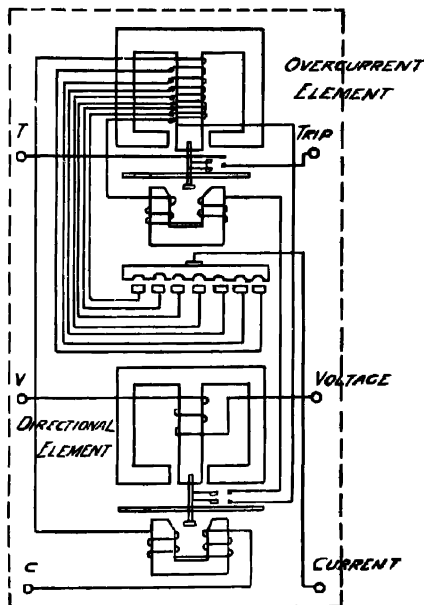 OVERCURRENT
ELEMENT
T
TRIP
V
VOLTAGE
DIRECTIONAL
ELEMENT
C
CURRENT